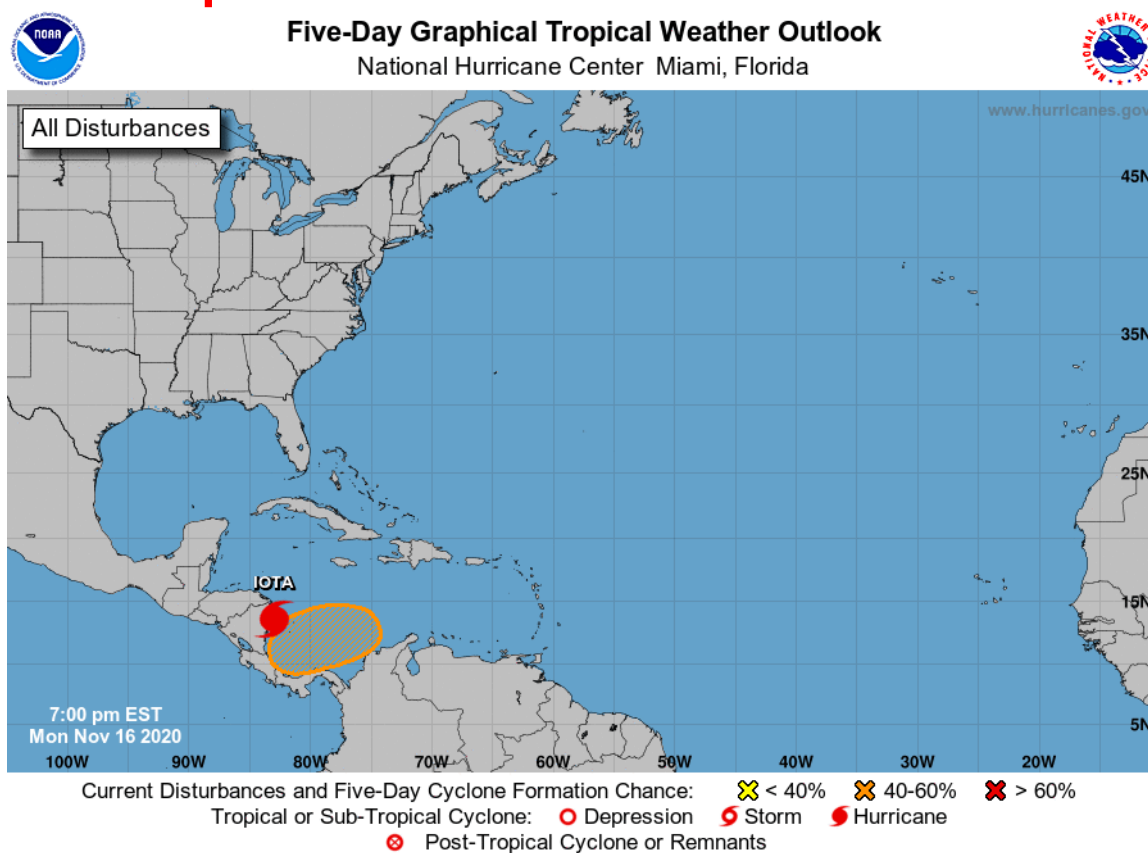 Five-Day Graphical Tropical Weather Outlook
National Hurricane Center Miami, Florida
NOAA
All Disturbances
www.hurricanes.gov
45N
35N
25N
15N
5N
IOTA
7:00 pm EST
Mon Nov 16 2020
100W 90W 80W 70W 60W 50W 40W 30W 20W
Current Disturbances and Five-Day Cyclone Formation Chance: < 40% 40-60% > 60%
Tropical or Sub-Tropical Cyclone: Depression Storm Hurricane
Post-Tropical Cyclone or Remnants